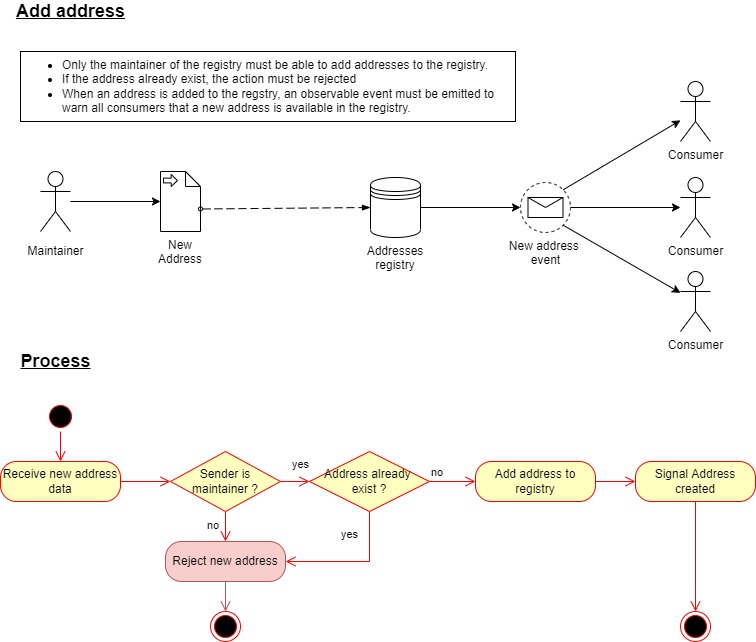 Add address
• Only the maintainer of the registry must be able to add addresses to the registry.
• If the address already exist, the action must be rejected
• When an address is added to the regstry, an observable event must be emitted to
warn all consumers that a new address is available in the registry.
Consumer
Maintainer
New
Address
Addresses
registry
New address
event
Consumer
Consumer
Process
Receive new address
data
Sender is
maintainer ?
yes
Address already
exist ?
no
Add address to
registry
Signal Address
created
no
yes
Reject new address